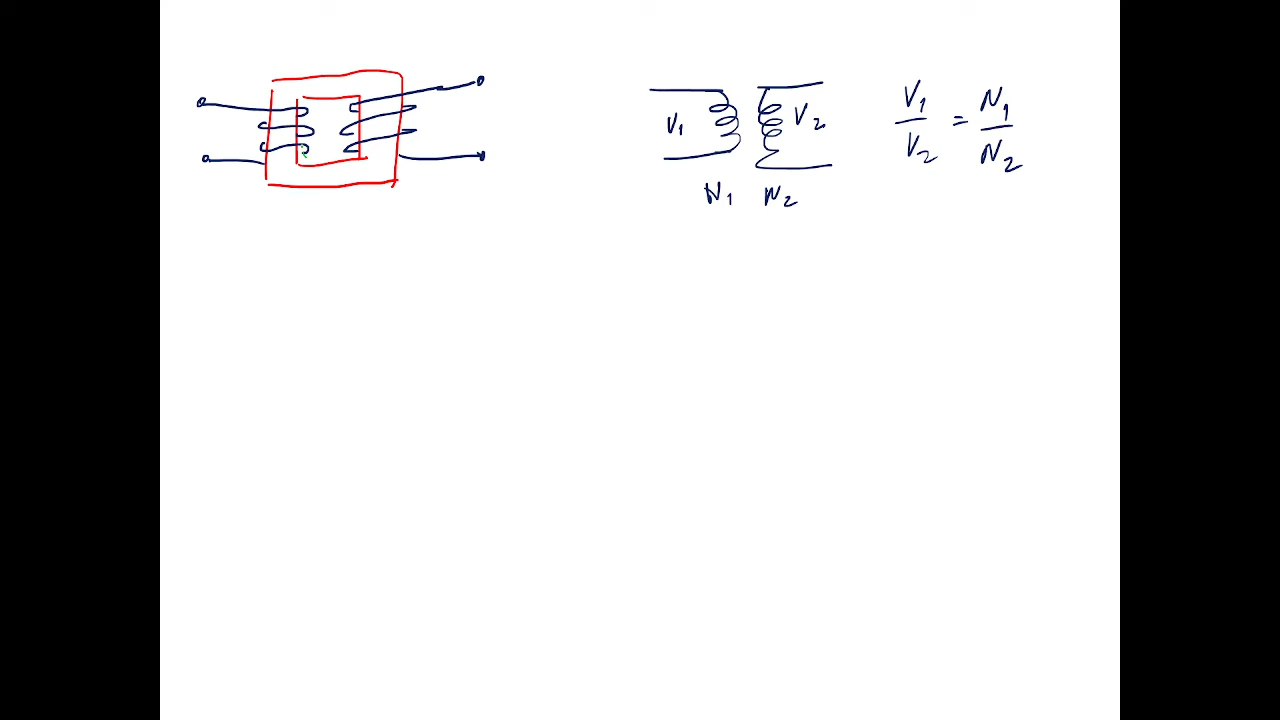 V₁ V₂ V₁/V₂ = N₁/N₂
N₁ N₂